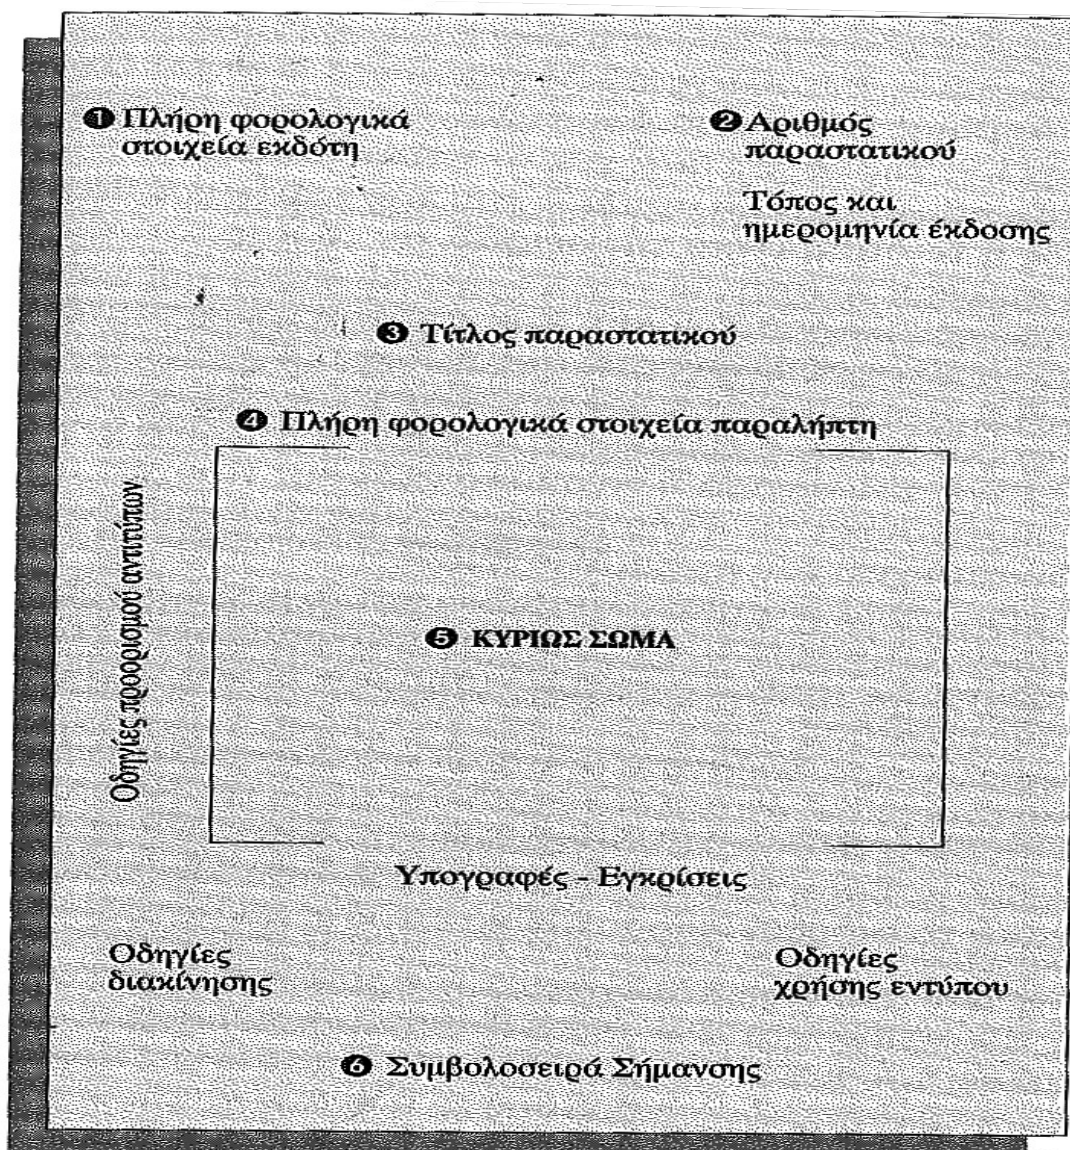 ❶ Πλήρη φορολογικά
στοιχεία εκδότη
❷ Αριθμός
παραστατικού
Τόπος και
ημερομηνία έκδοσης
❸ Τίτλος παραστατικού
❹ Πλήρη φορολογικά στοιχεία παραλήπτη
Οδηγίες προορισμού αντιτύπων
❺ ΚΥΡΙΩΣ ΣΩΜΑ
Υπογραφές - Εγκρίσεις
Οδηγίες
διακίνησης
Οδηγίες
χρήσης εντύπου
❻ Συμβολοσειρά Σήμανσης